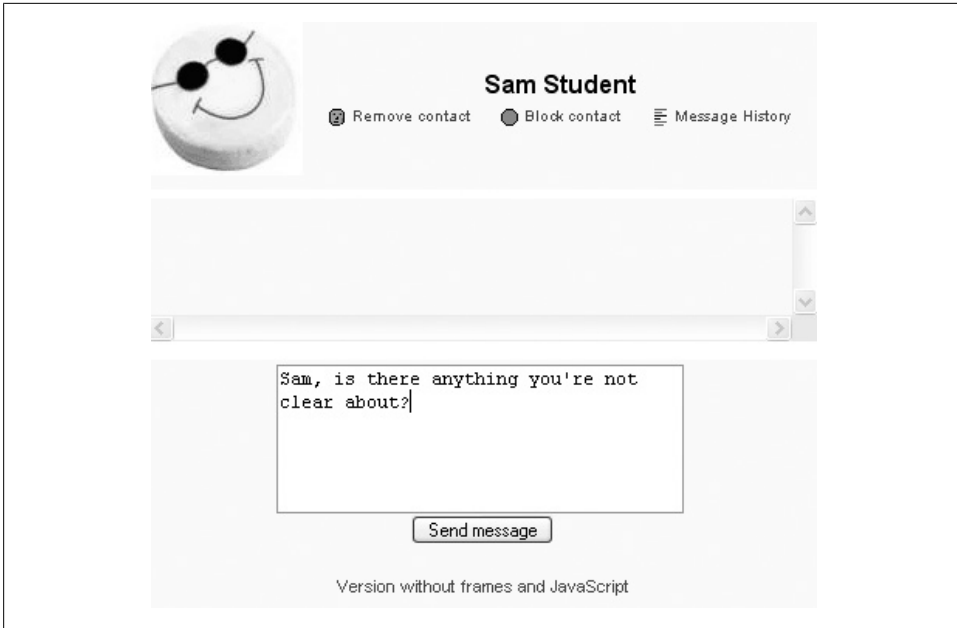 Sam Student
Remove contact Block contact Message History
Sam, is there anything you're not
clear about?
Send message
Version without frames and JavaScript